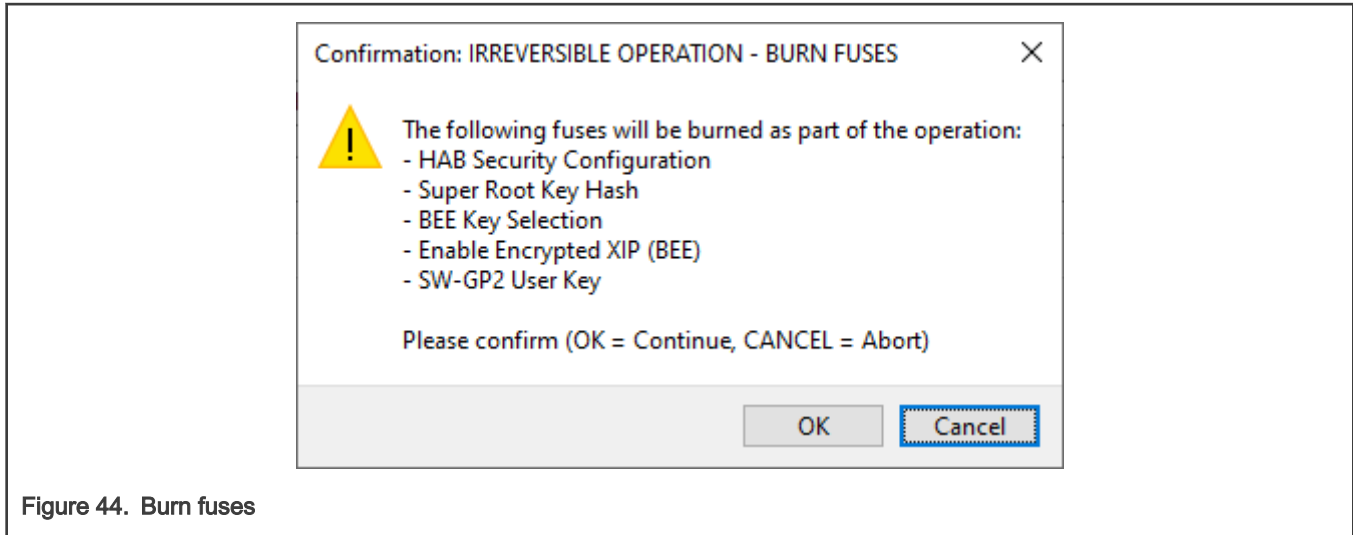 Confirmation: IRREVERSIBLE OPERATION - BURN FUSES
The following fuses will be burned as part of the operation:
- HAB Security Configuration
- Super Root Key Hash
- BEE Key Selection
- Enable Encrypted XIP (BEE)
- SW-GP2 User Key
Please confirm (OK = Continue, CANCEL = Abort)
OK Cancel
Figure 44. Burn fuses